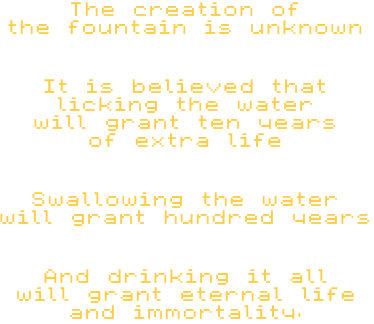 The creation of
the fountain is unknown
It is believed that
licking the water
will grant ten years
of extra life
Swallowing the water
will grant hundred years
And drinking it all
will grant eternal life
and immortality.